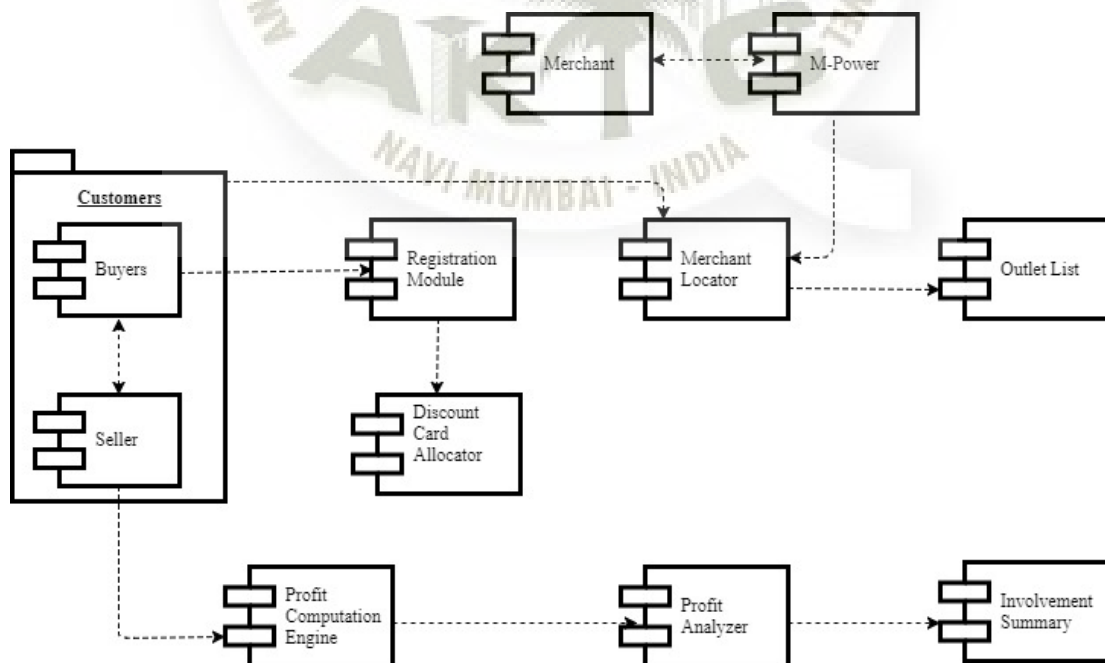 AKTC
NAVI MUMBAI - INDIA
Merchant
M-Power
Customers
Buyers
Registration
Module
Merchant
Locator
Outlet List
Seller
Discount
Card
Allocator
Profit
Computation
Engine
Profit
Analyzer
Involvement
Summary